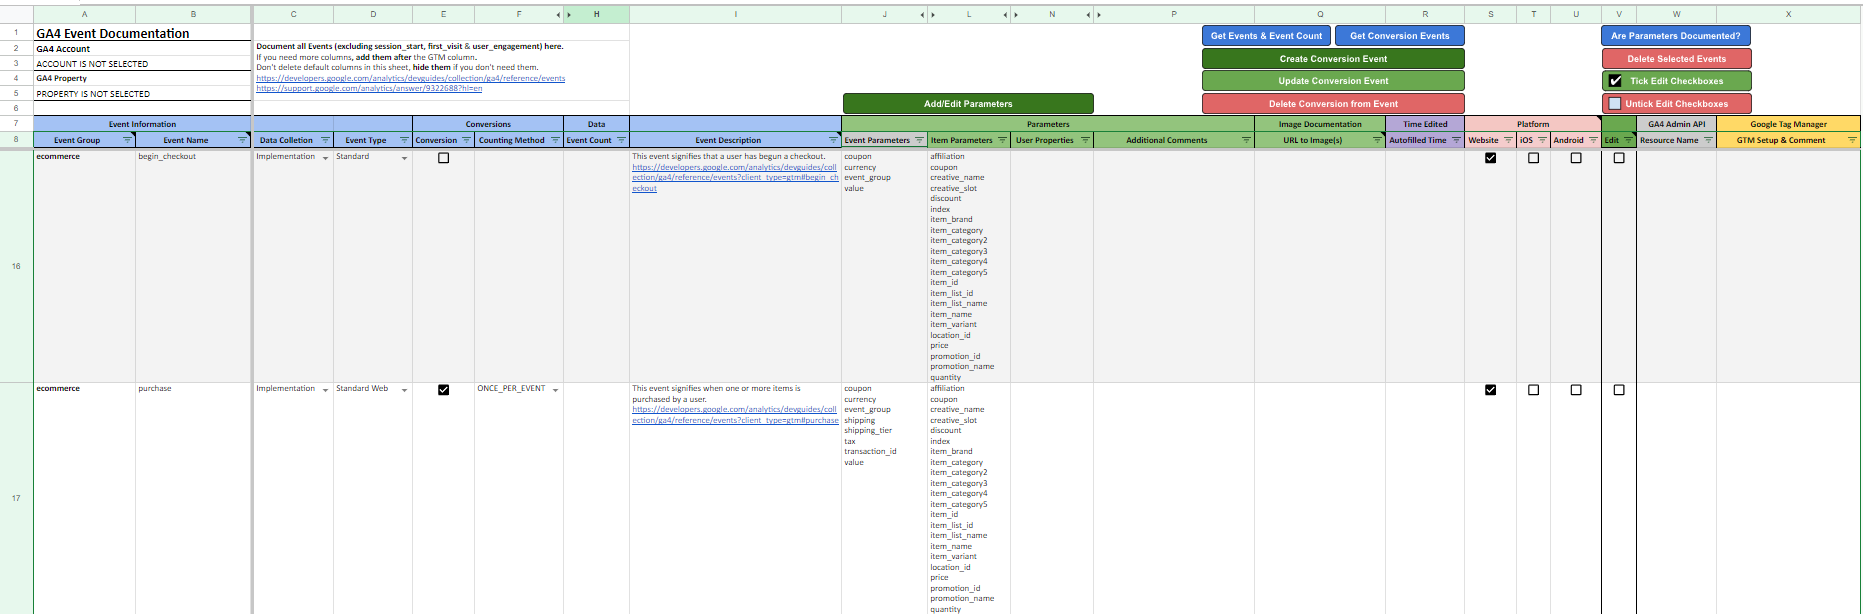 A B C D E F H I J L N P Q R S T U V W X
1 GA4 Event Documentation
Get Events & Event Count Get Conversion Events Are Parameters Documented?
2 GA4 Account Document all Events (excluding session_start, first_visit & user_engagement) here.
3 ACCOUNT IS NOT SELECTED If you need more columns, add them after the GTM column.
Create Conversion Event Delete Selected Events
Don't delete default columns in this sheet, hide them if you don't need them.
4 GA4 Property https://developers.google.com/analytics/devguides/collection/ga4/reference/events
Update Conversion Event Tick Edit Checkboxes
5 PROPERTY IS NOT SELECTED https://support.google.com/analytics/answer/9322688?hl=en
6 Add/Edit Parameters Delete Conversion from Event Untick Edit Checkboxes
7 Event Information Conversions Data Parameters Image Documentation Time Edited Platform GA4 Admin API Google Tag Manager
8 Event Group Event Name Data Colletion Event Type Conversion Counting Method Event Count Event Description Event Parameters Item Parameters User Properties Additional Comments URL to Image(s) Autofilled Time Website iOS Android Edit Resource Name GTM Setup & Comment
16
ecommerce begin_checkout Implementation Standard
This event signifies that a user has begun a checkout.
https://developers.google.com/analytics/devguides/coll
ection/ga4/reference/events?client_type=gtm#begin_ch
eckout
coupon
currency
event_group
value
affiliation
coupon
creative_name
creative_slot
discount
index
item_brand
item_category
item_category2
item_category3
item_category4
item_category5
item_id
item_list_id
item_list_name
item_name
item_variant
location_id
price
promotion_id
promotion_name
quantity
17
ecommerce purchase Implementation Standard Web ONCE_PER_EVENT
This event signifies when one or more items is
purchased by a user.
https://developers.google.com/analytics/devguides/coll
ection/ga4/reference/events?client_type=gtm#purchase
coupon
currency
event_group
shipping
shipping_tier
tax
transaction_id
value
affiliation
coupon
creative_name
creative_slot
discount
index
item_brand
item_category
item_category2
item_category3
item_category4
item_category5
item_id
item_list_id
item_list_name
item_name
item_variant
location_id
price
promotion_id
promotion_name
quantity